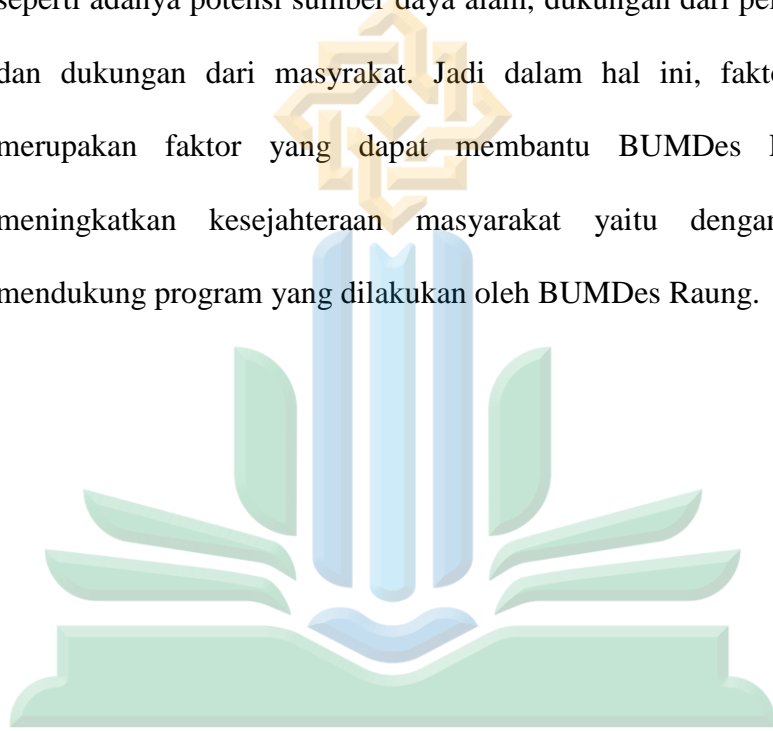 seperti adanya potensi sumber daya alam, dukungan dari
dan dukungan dari masyrakat. Jadi dalam hal ini,
merupakan faktor yang dapat membantu BUMDes
meningkatkan kesejahteraan masyarakat yaitu
mendukung program yang dilakukan oleh BUMDes Raung.